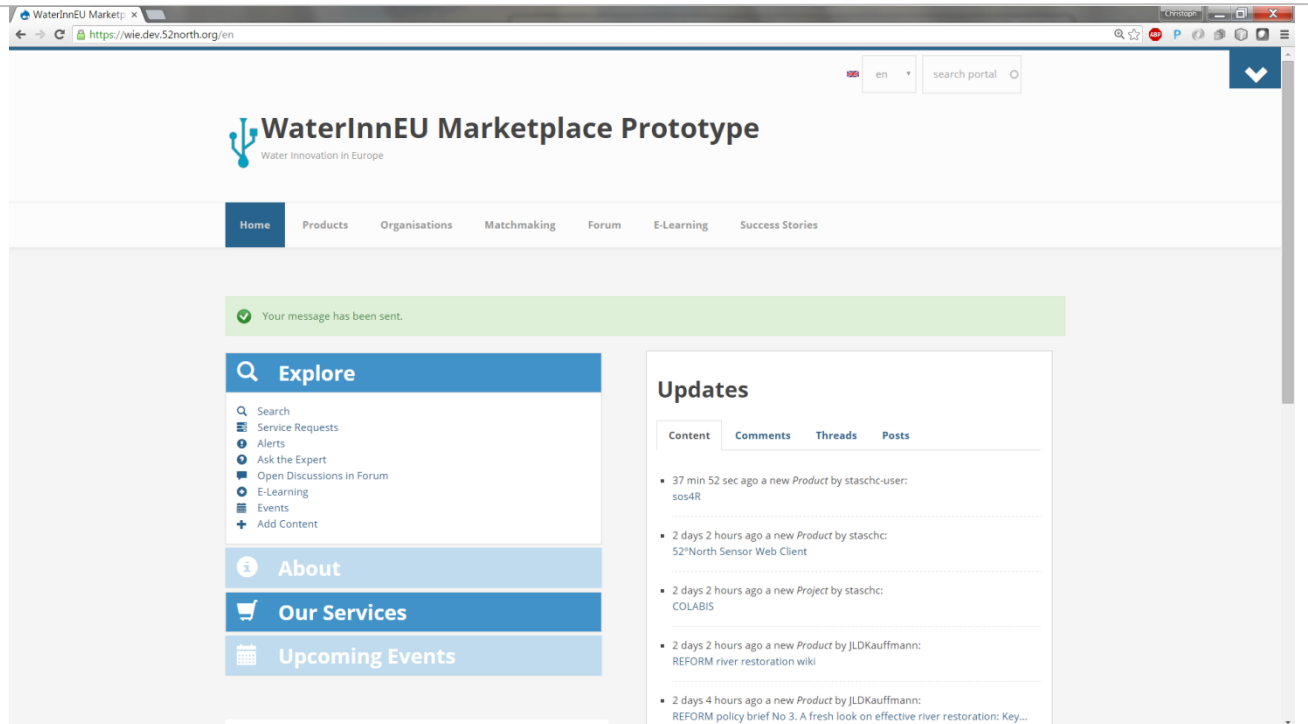 WaterInnEU Marketp
Christoph
https://wie.dev.52north.org/en
ABP
P
en
search portal
WaterInnEU Marketplace Prototype
Water Innovation in Europe
Home Products Organisations Matchmaking Forum E-Learning Success Stories
Your message has been sent.
Explore
Search
Service Requests
Alerts
Ask the Expert
Open Discussions in Forum
E-Learning
Events
Add Content
About
Our Services
Upcoming Events
Updates
Content Comments Threads Posts
37 min 52 sec ago a new Product by staschc-user:
sos4R
2 days 2 hours ago a new Product by staschc:
52°North Sensor Web Client
2 days 2 hours ago a new Project by staschc:
COLABIS
2 days 2 hours ago a new Product by JLDKauffmann:
REFORM river restoration wiki
2 days 4 hours ago a new Product by JLDKauffmann:
REFORM policy brief No 3. A fresh look on effective river restoration: Key...